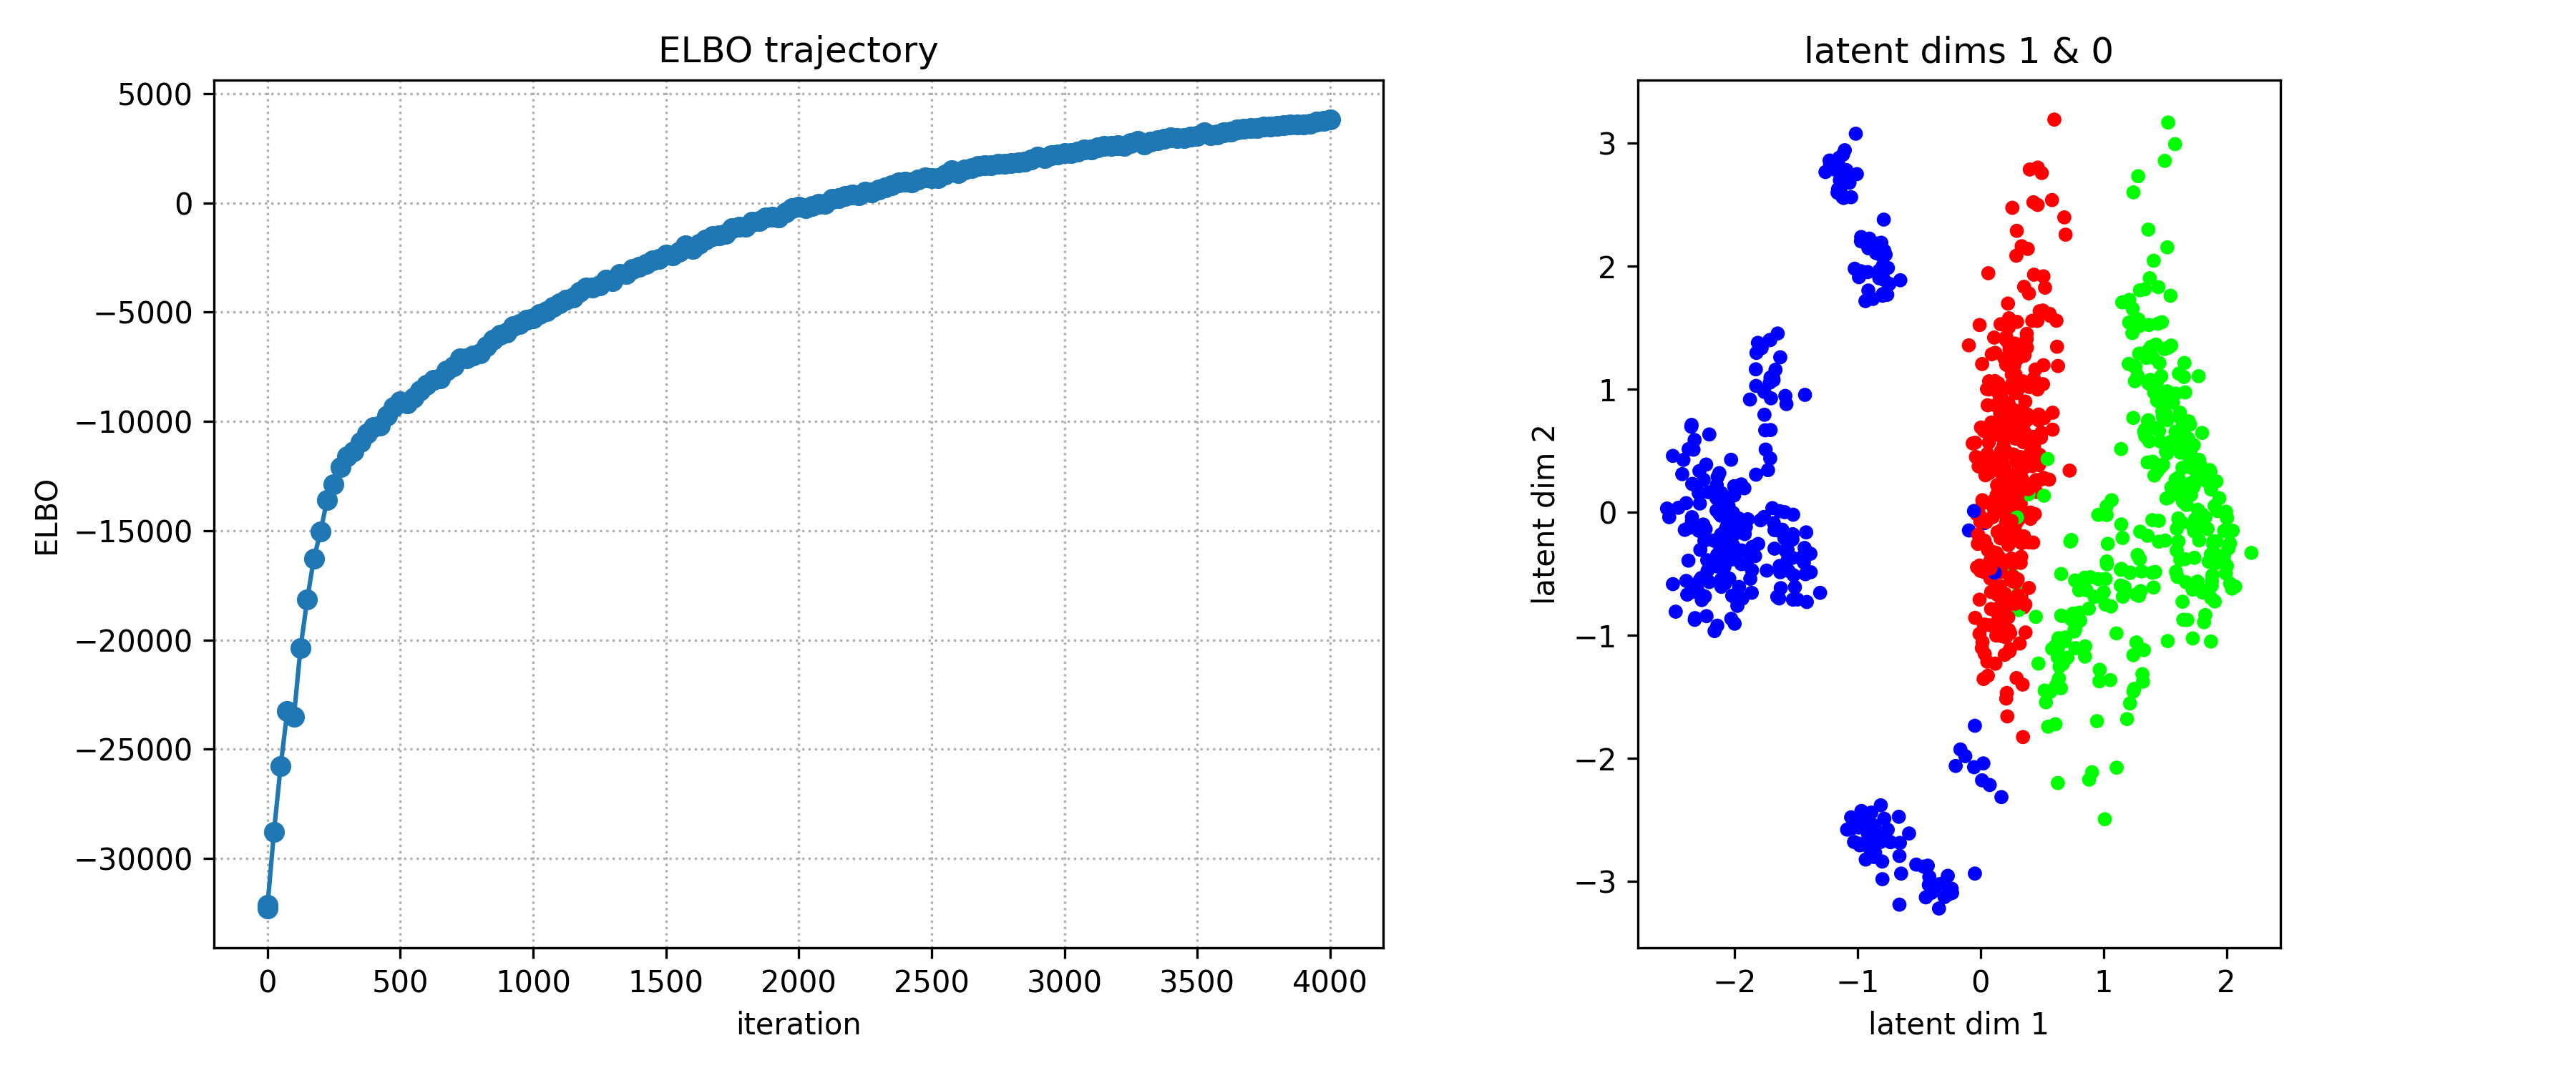 ELBO trajectory
ELBO
5000
0
−5000
−10000
−15000
−20000
−25000
−30000
0 500 1000 1500 2000 2500 3000 3500 4000
iteration
latent dims 1 & 0
latent dim 2
3
2
1
0
−1
−2
−3
−2 −1 0 1 2
latent dim 1